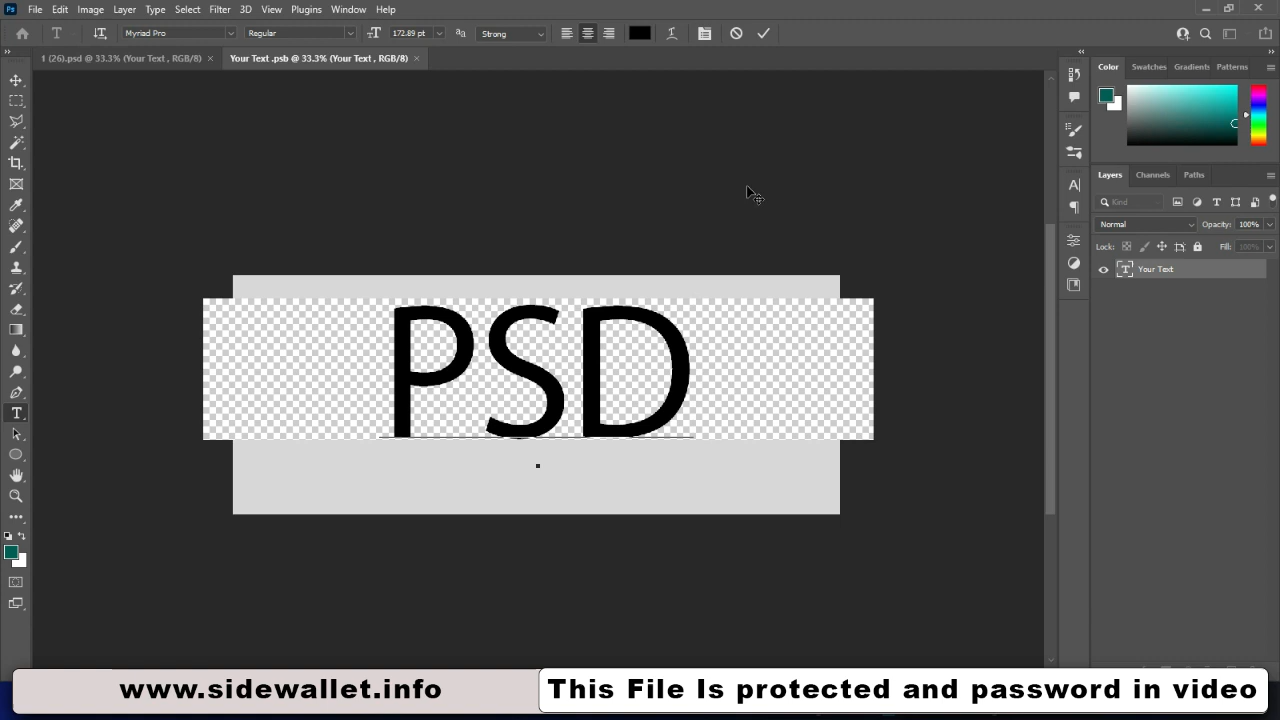 Ps File Edit Image Layer Type Select Filter 3D View Plugins Window Help
T Myriad Pro Regular 172.89 pt Strong
1 (26).psd @ 33.3% (Your Text , RGB/8) × Your Text .psb @ 33.3% (Your Text , RGB/8) ×
Color Swatches Gradients Patterns
Layers Channels Paths
Kind
Normal Opacity: 100%
Lock: Fill: 100%
T Your Text
PSD
www.sidewallet.info
This File Is protected and password in video